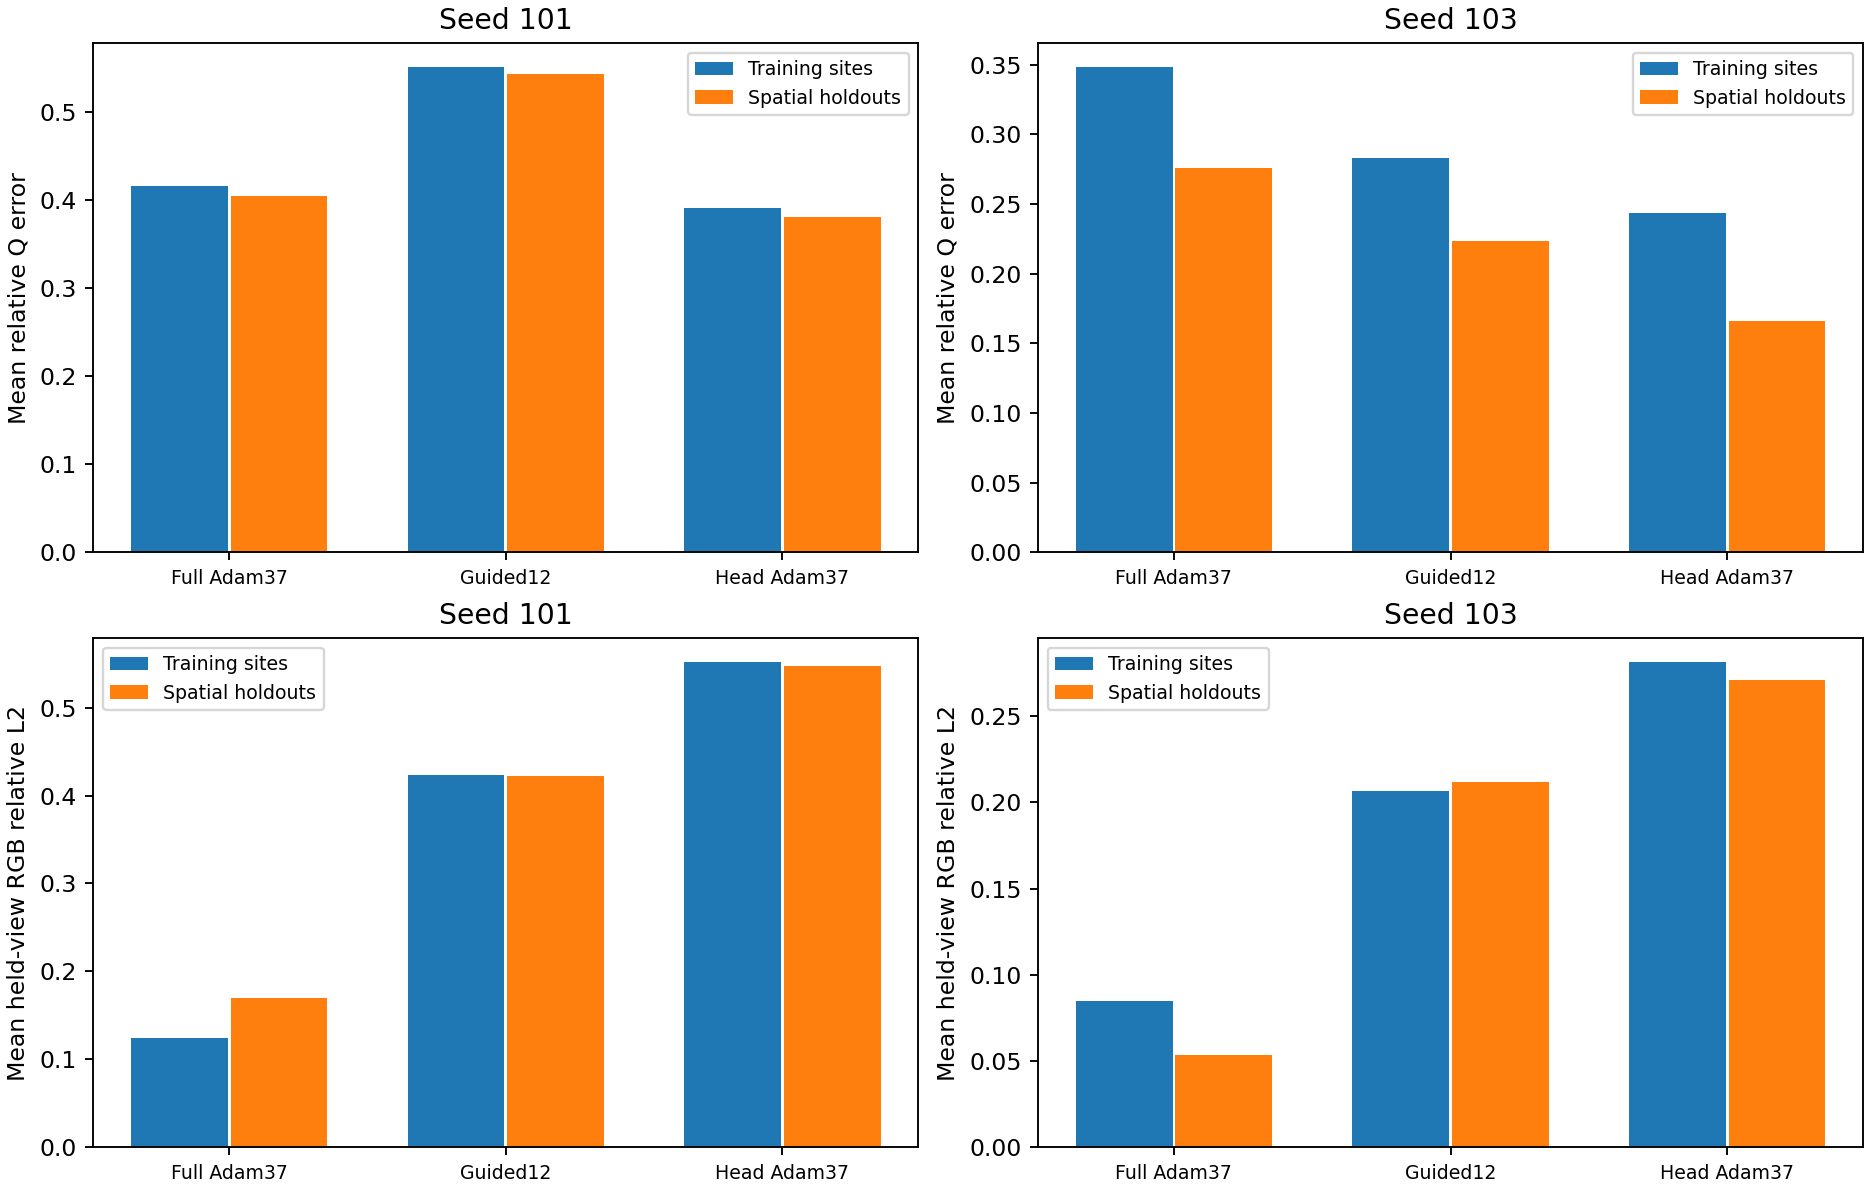 Seed 101
Mean relative Q error
0.5
0.4
0.3
0.2
0.1
0.0
Training sites
Spatial holdouts
Full Adam37
Guided12
Head Adam37
Seed 103
Mean relative Q error
0.35
0.30
0.25
0.20
0.15
0.10
0.05
0.00
Training sites
Spatial holdouts
Full Adam37
Guided12
Head Adam37
Seed 101
Mean held-view RGB relative L2
0.5
0.4
0.3
0.2
0.1
0.0
Training sites
Spatial holdouts
Full Adam37
Guided12
Head Adam37
Seed 103
Mean held-view RGB relative L2
0.25
0.20
0.15
0.10
0.05
0.00
Training sites
Spatial holdouts
Full Adam37
Guided12
Head Adam37